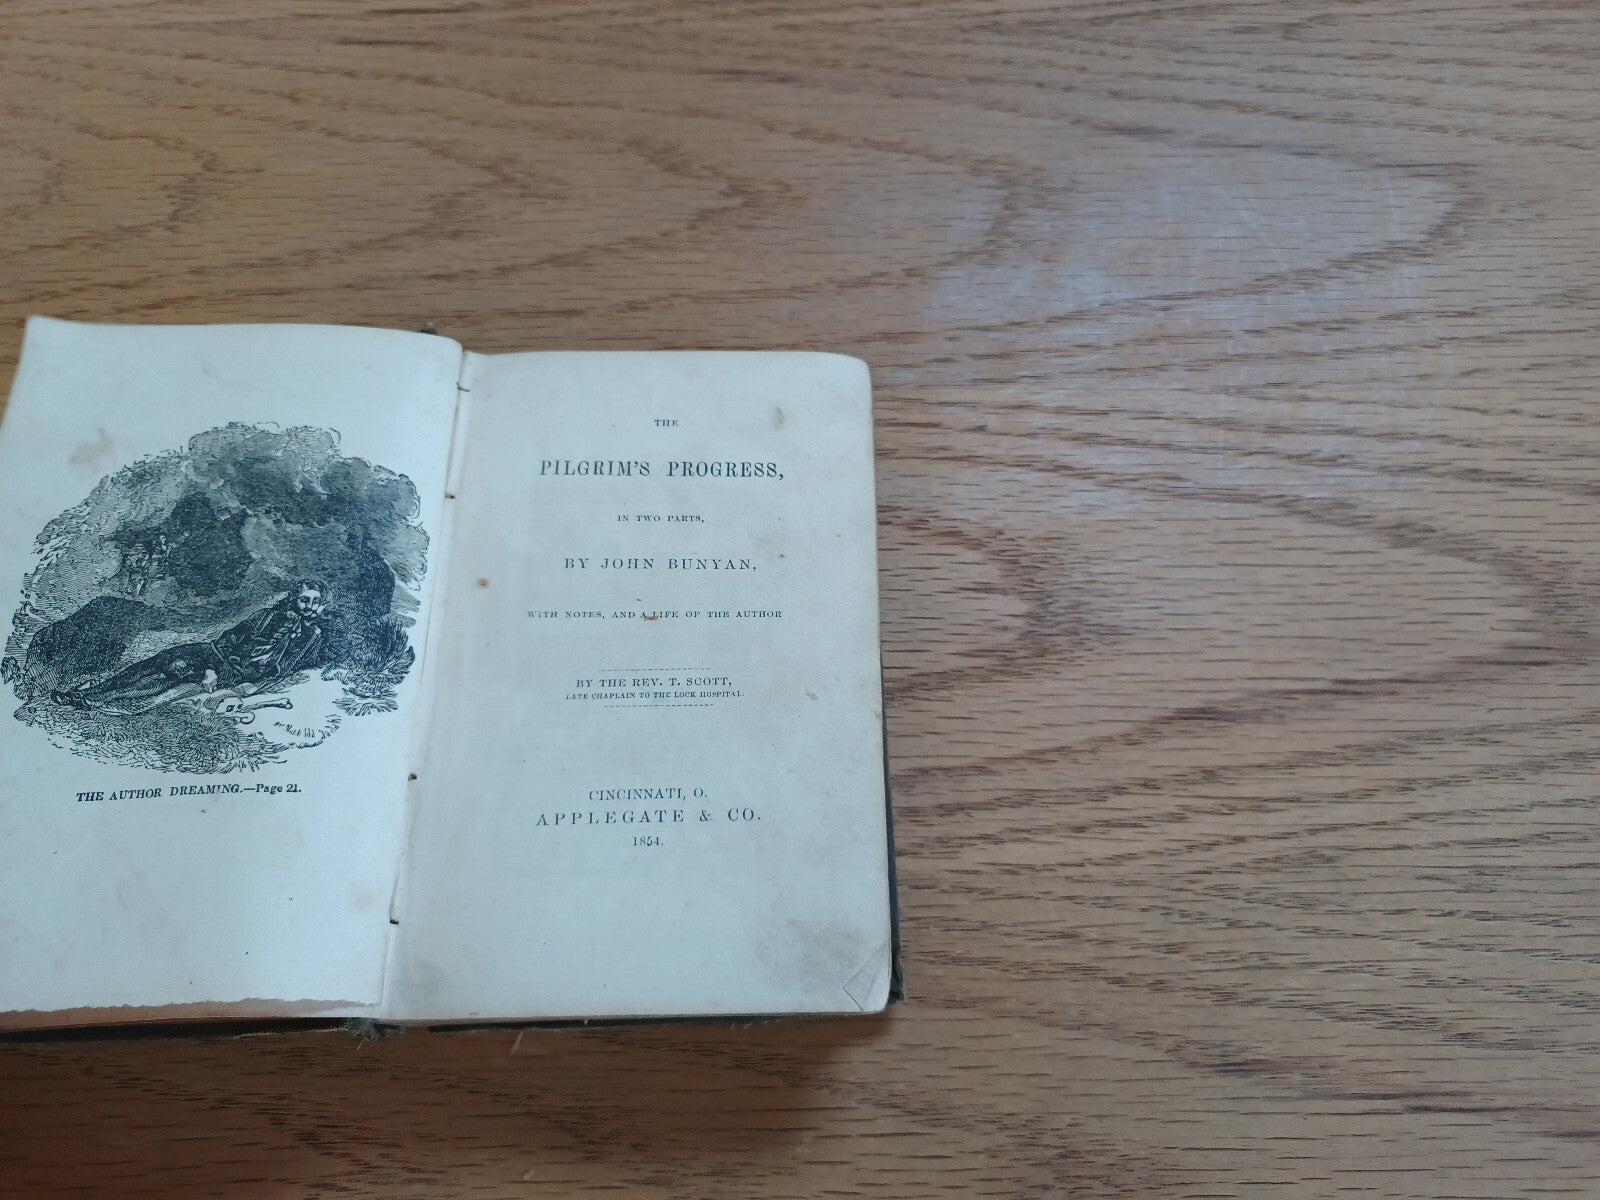 THE AUTHOR DREAMING.—Page 21.
THE
PILGRIM'S PROGRESS,
IN TWO PARTS,
BY JOHN BUNYAN,
WITH NOTES, AND A LIFE OF THE AUTHOR
BY THE REV. T. SCOTT,
LATE CHAPLAIN TO THE LOCK HOSPITAL.
CINCINNATI, O.
APPLEGATE & CO.
1854.